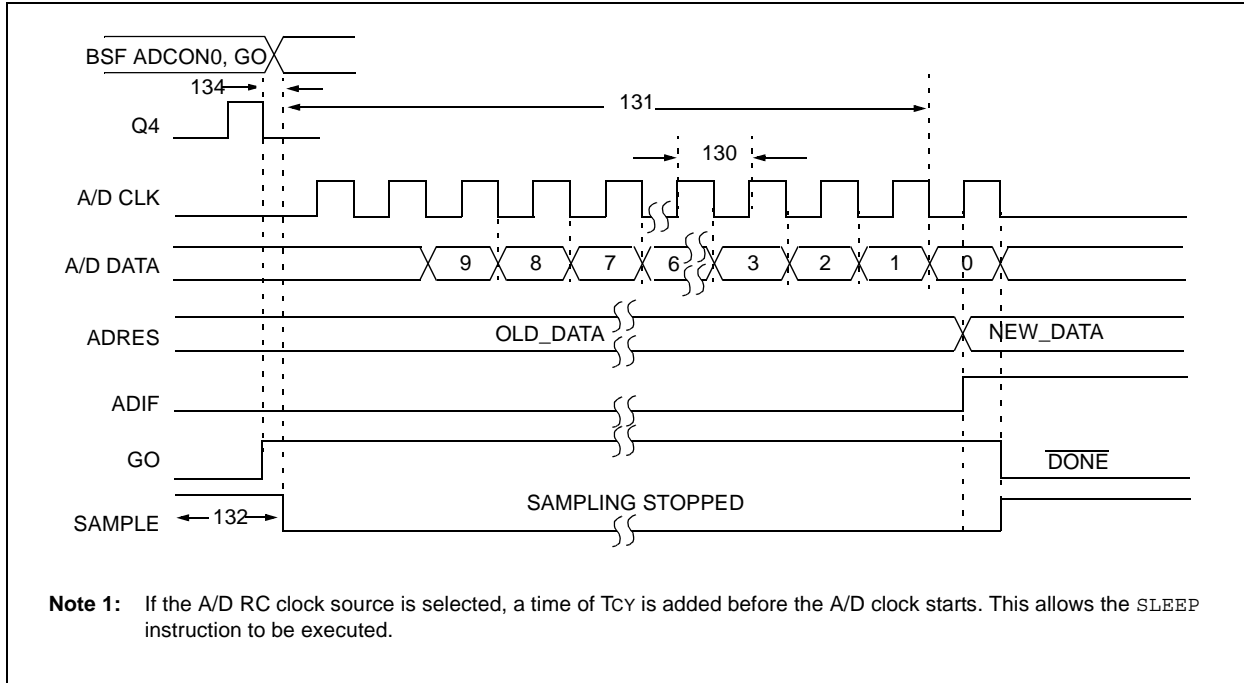 BSF ADCON0, GO
134
131
Q4
130
A/D CLK
A/D DATA 9 8 7 6 3 2 1 0
ADRES OLD_DATA NEW_DATA
ADIF
GO DONE
SAMPLING STOPPED
SAMPLE 132
Note 1: If the A/D RC clock source is selected, a time of TCY is added before the A/D clock starts. This allows the SLEEP
instruction to be executed.